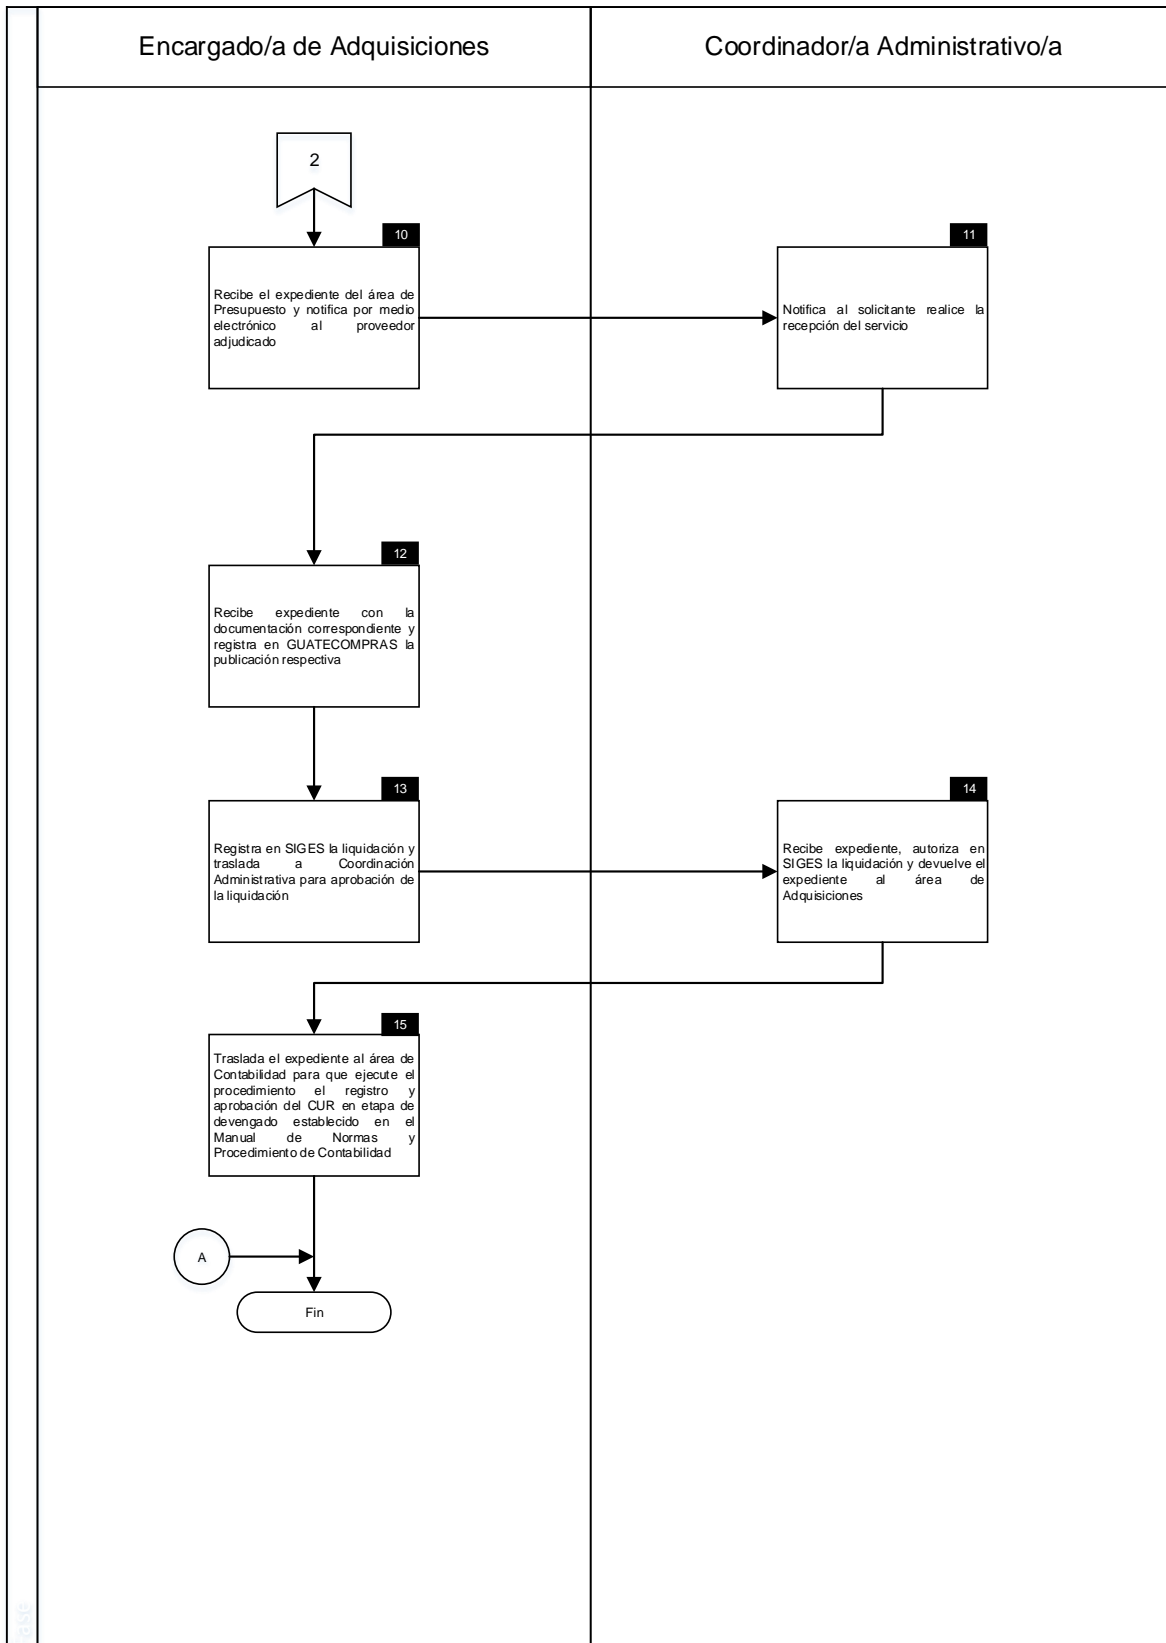 Encargado/a de Adquisiciones
Coordinador/a Administrativo/a
2
10
Recibe el expediente del área de
Presupuesto y notifica por medio
electrónico al proveedor
adjudicado
11
Notifica al solicitante realice la
recepción del servicio
12
Recibe expediente con la
documentación correspondiente y
registra en GUATECOMPRAS la
publicación respectiva
13
Registra en SIGES la liquidación y
traslada a Coordinación
Administrativa para aprobación de
la liquidación
14
Recibe expediente, autoriza en
SIGES la liquidación y devuelve el
expediente al área de
Adquisiciones
15
Traslada el expediente al área de
Contabilidad para que ejecute el
procedimiento el registro y
aprobación del CUR en etapa de
devengado establecido en el
Manual de Normas y
Procedimiento de Contabilidad
A
Fin